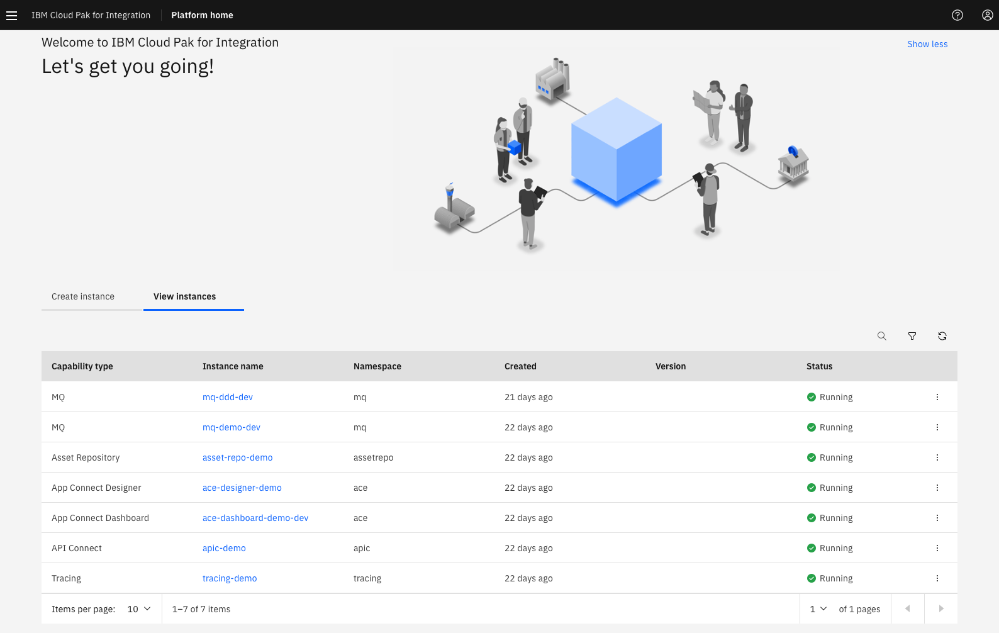 IBM Cloud Pak for Integration Platform home
Welcome to IBM Cloud Pak for Integration
Show less
Let's get you going!
Create instance View instances
Capability type Instance name Namespace Created Version Status
MQ mq-ddd-dev mq 21 days ago Running
MQ mq-demo-dev mq 22 days ago Running
Asset Repository asset-repo-demo assetrepo 22 days ago Running
App Connect Designer ace-designer-demo ace 22 days ago Running
App Connect Dashboard ace-dashboard-demo-dev ace 22 days ago Running
API Connect apic-demo apic 22 days ago Running
Tracing tracing-demo tracing 22 days ago Running
Items per page: 10 1–7 of 7 items 1 of 1 pages